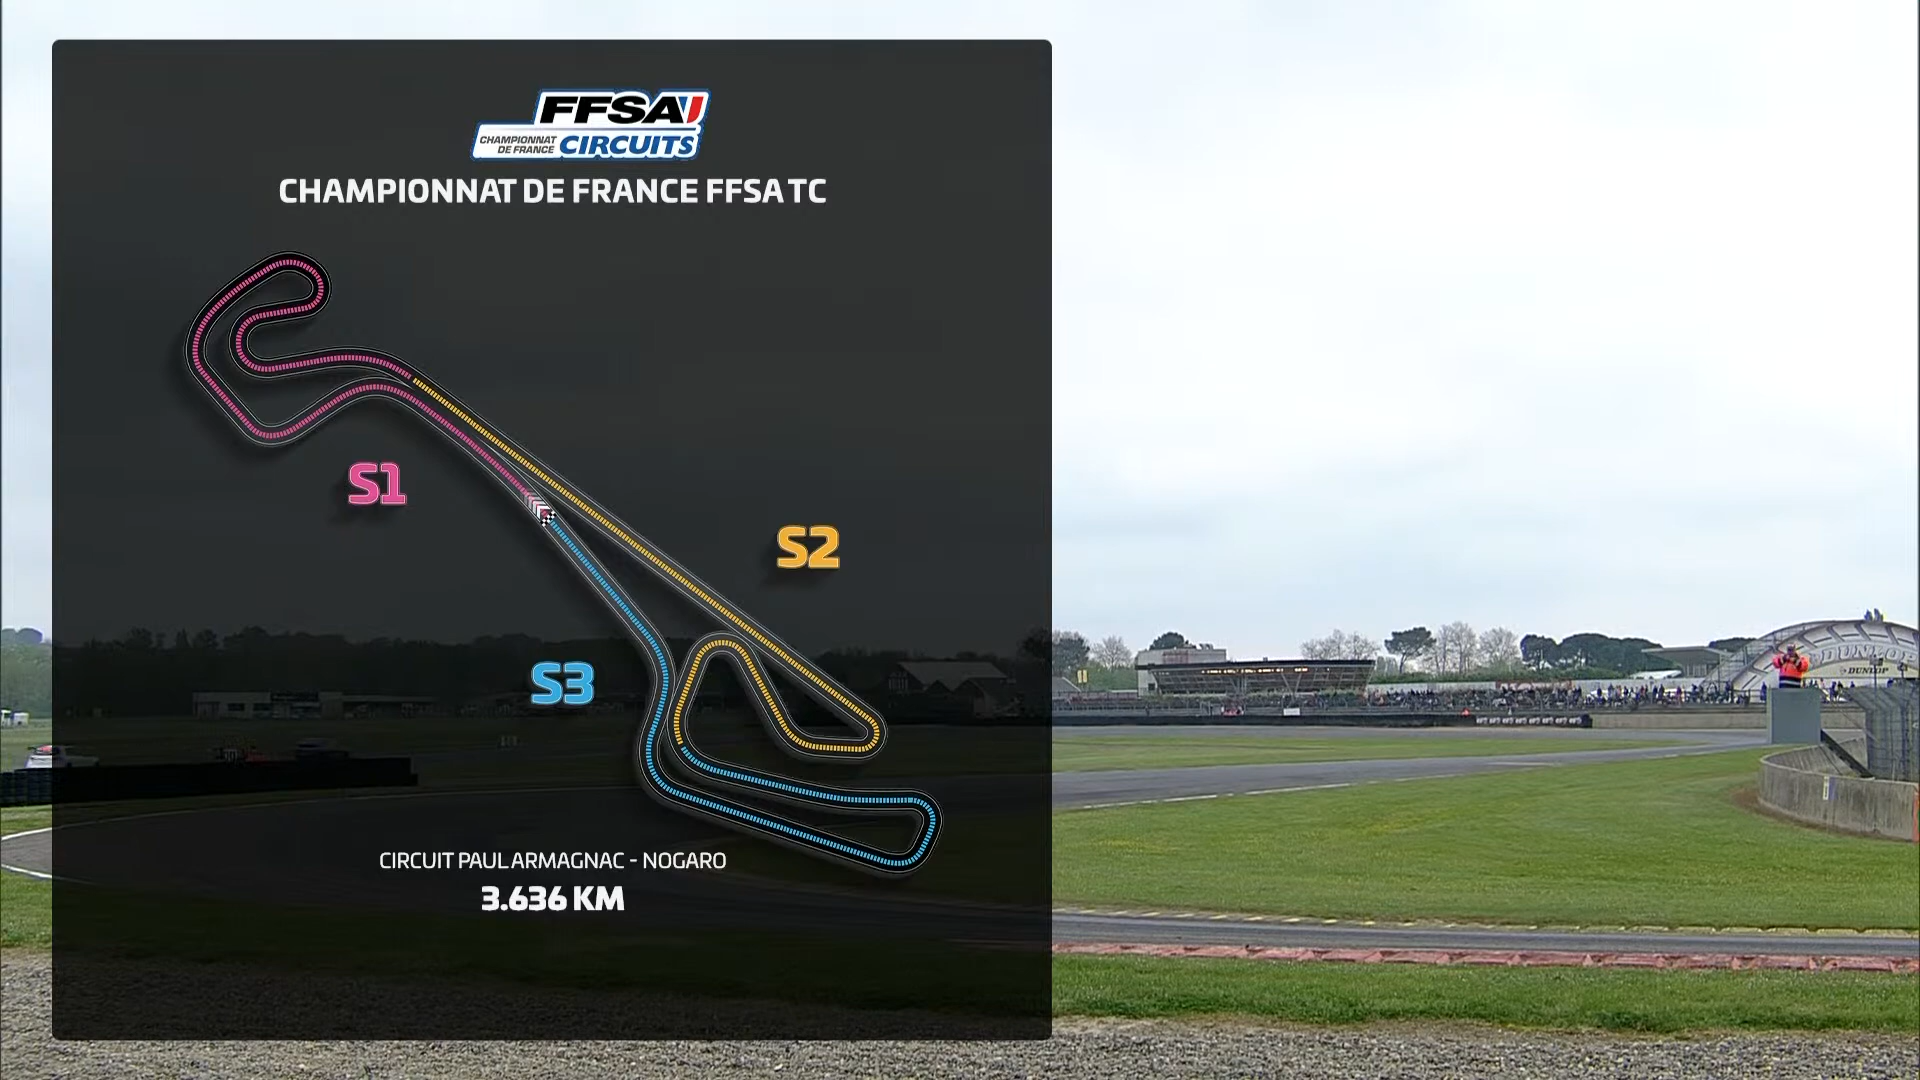 FFSA
CHAMPIONNAT
DE FRANCE
CIRCUITS
CHAMPIONNAT DE FRANCE FFSA TC
S1
S2
S3
CIRCUIT PAUL ARMAGNAC - NOGARO
3.636 KM
DUNLOP
DUNLOP